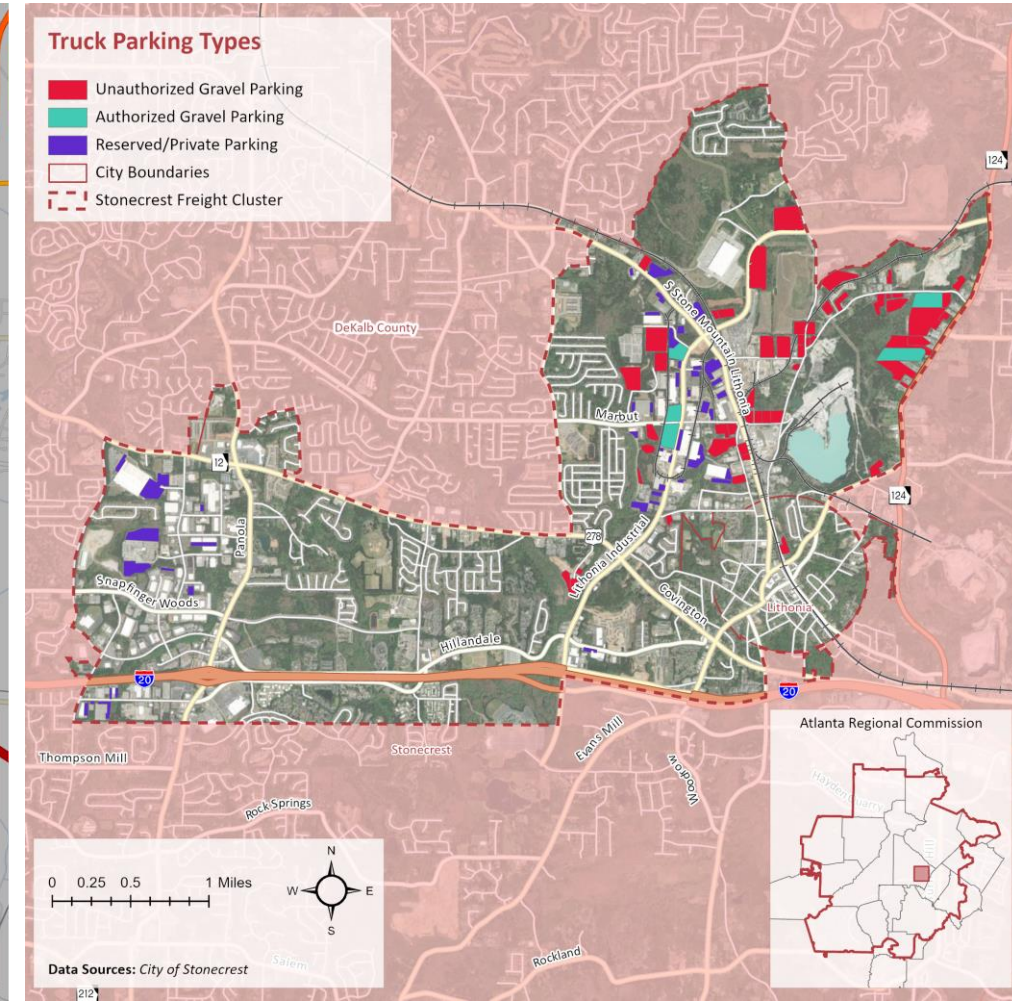 Truck Parking Types
Unauthorized Gravel Parking
Authorized Gravel Parking
Reserved/Private Parking
City Boundaries
Stonecrest Freight Cluster
124
DeKalb County
S Stone Mountain Lithonia
Marbut
12
Panola
124
278
Lithonia Industrial
Snapfinger Woods
Covington
Lithonia
Hillandale
20
20
Stonecrest
Evans Mill
Thompson Mill
Woodrow
Rock Springs
Atlanta Regional Commission
Hayden Quarry
N
0 0.25 0.5 1 Miles
W E
S
Rockland
Salem
Data Sources: City of Stonecrest
212